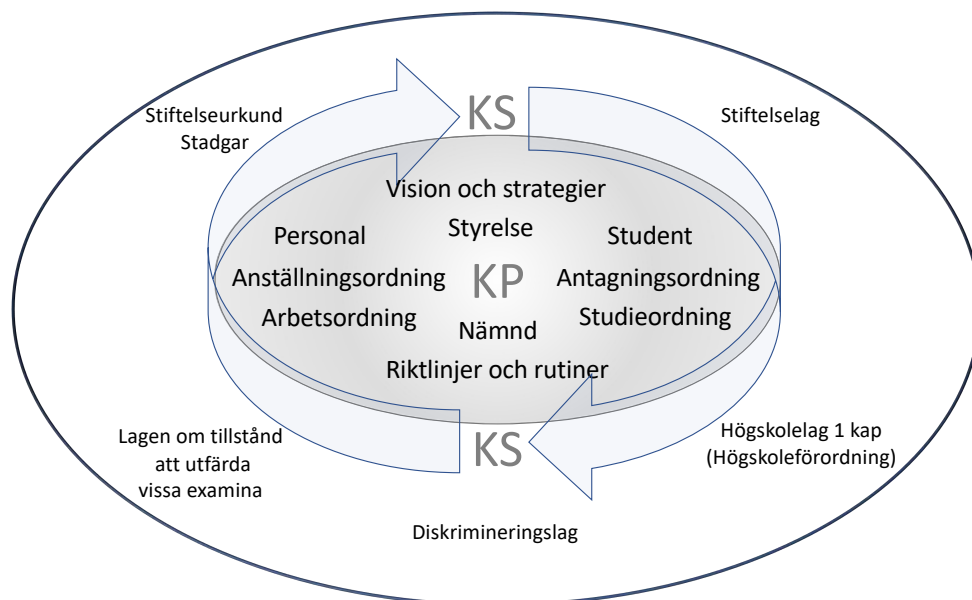 KS
Stiftelseurkund
Stadgar
Stiftelselag
Vision och strategier
Styrelse
Personal
Student
Anställningsordning
KP
Antagningsordning
Arbetsordning
Nämnd
Studieordning
Riktlinjer och rutiner
Lagen om tillstånd
att utfärda
vissa examina
KS
Högskolelag 1 kap
(Högskoleförordning)
Diskrimineringslag